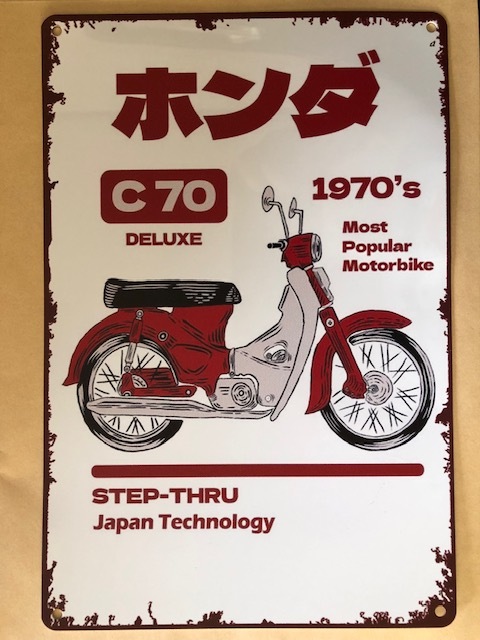 ホンダ
C 70
DELUXE
1970's
Most
Popular
Motorbike
STEP-THRU
Japan Technology